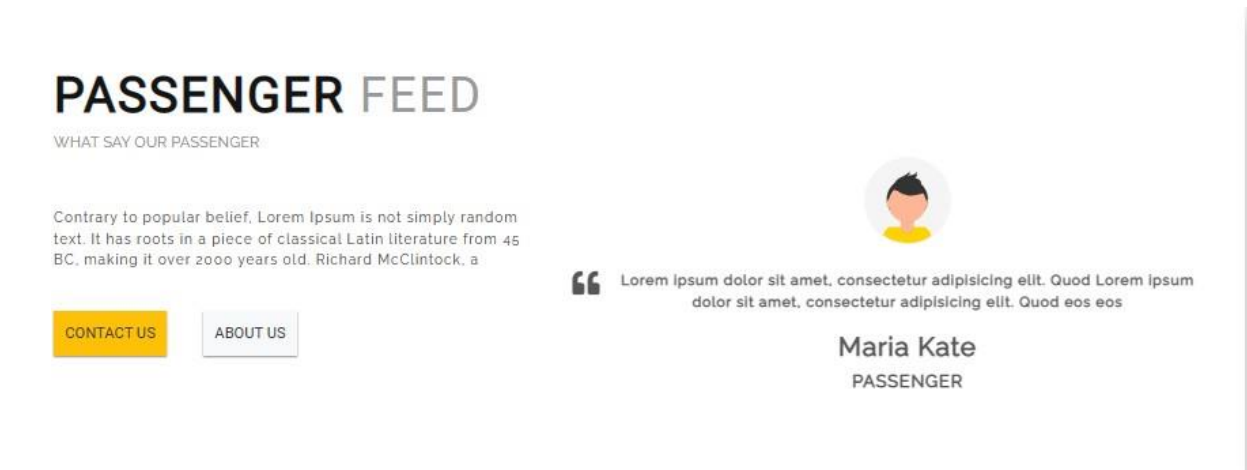 PASSENGER FEED
WHAT SAY OUR PASSENGER
Contrary to popular belief, Lorem Ipsum is not simply random
text. It has roots in a piece of classical Latin literature from 45
BC, making it over 2000 years old. Richard McClintock, a
CONTACT US
ABOUT US
“ Lorem ipsum dolor sit amet, consectetur adipisicing elit. Quod Lorem ipsum
dolor sit amet, consectetur adipisicing elit. Quod eos eos
Maria Kate
PASSENGER